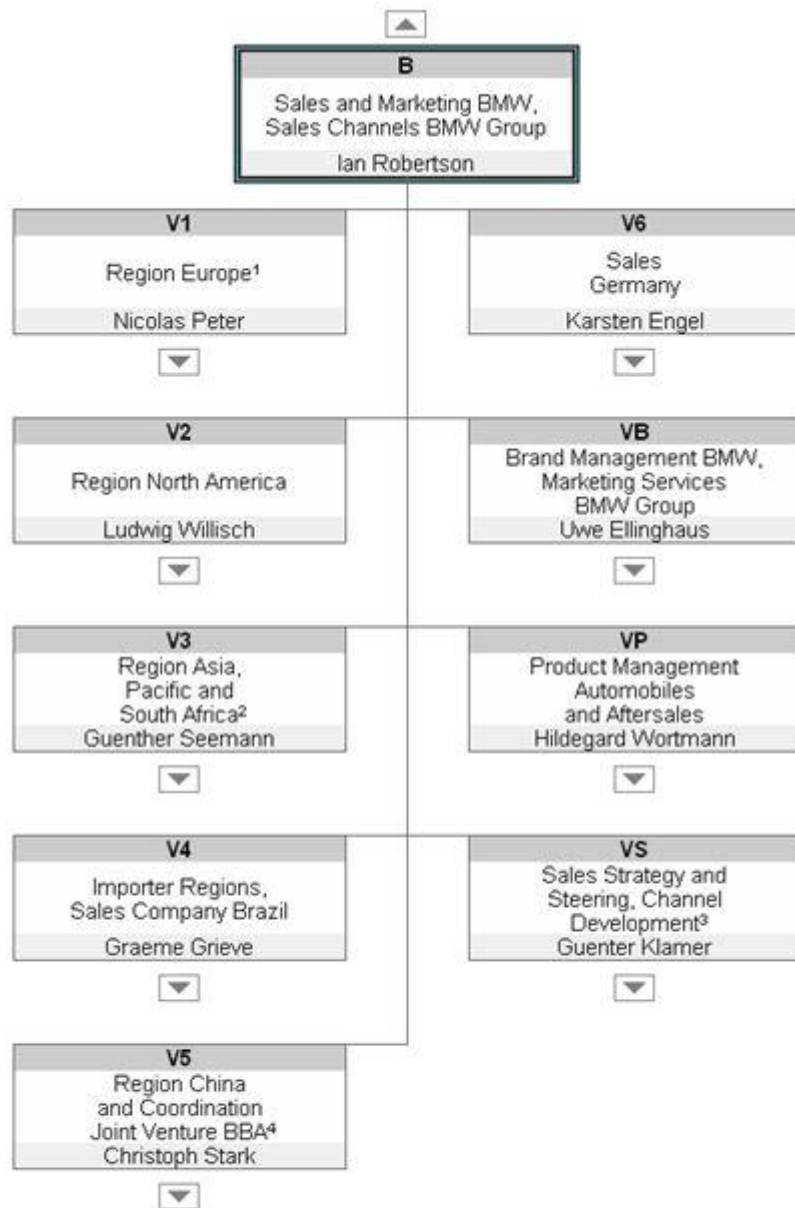 B
Sales and Marketing BMW,
Sales Channels BMW Group
Ian Robertson
V1
Region Europe¹
Nicolas Peter
V6
Sales
Germany
Karsten Engel
V2
Region North America
Ludwig Willisch
VB
Brand Management BMW,
Marketing Services
BMW Group
Uwe Ellinghaus
V3
Region Asia,
Pacific and
South Africa²
Guenther Seemann
VP
Product Management
Automobiles
and Aftersales
Hildegard Wortmann
V4
Importer Regions,
Sales Company Brazil
Graeme Grieve
VS
Sales Strategy and
Steering, Channel
Development³
Guenter Klamer
V5
Region China
and Coordination
Joint Venture BBA⁴
Christoph Stark